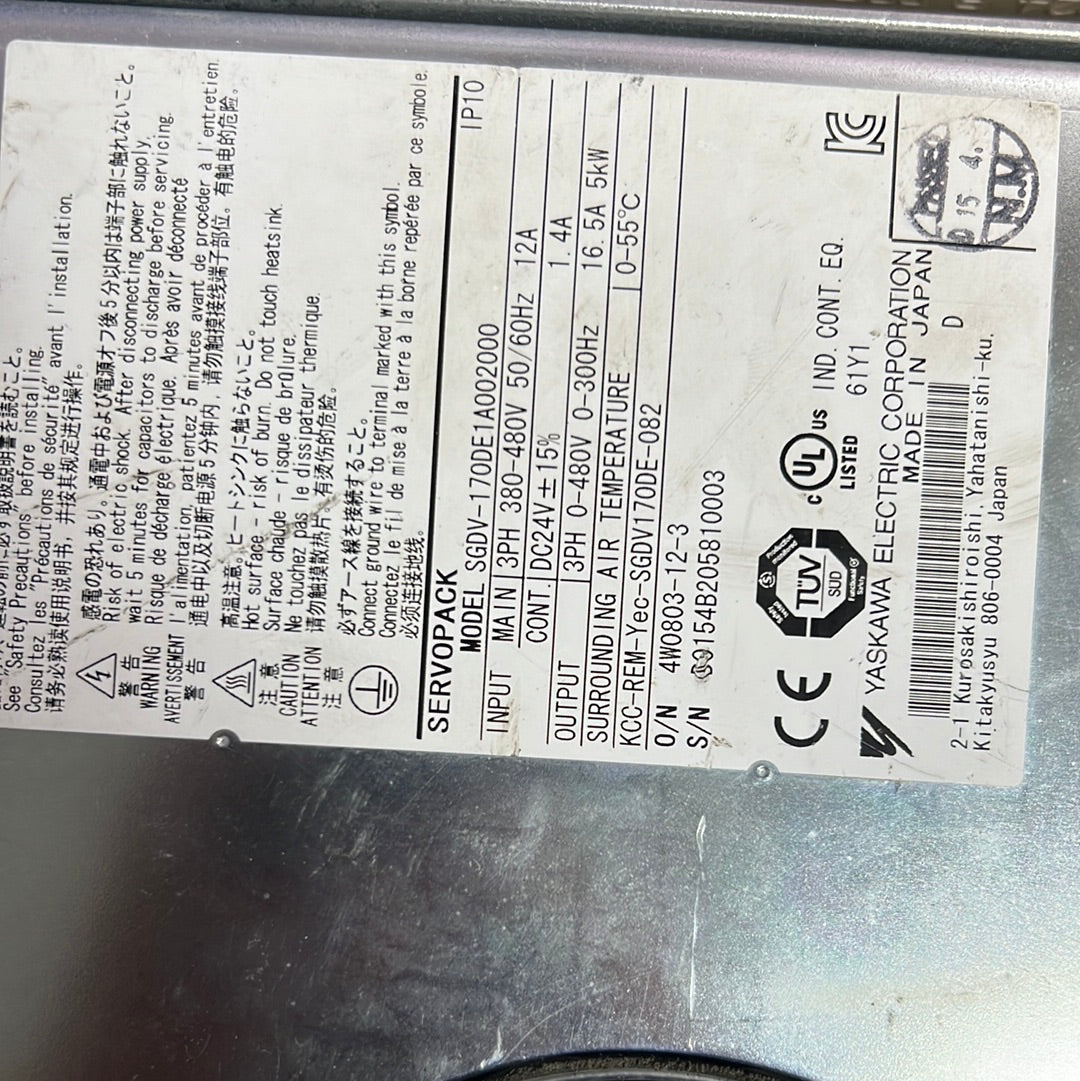 See "Safety Precautions" before installing.
Consultez les "Précautions de sécurité" avant l'installation.
请务必熟读使用说明书，并按其规定进行操作。
警告
WARNING
AVERTISSEMENT
警告
感電の恐れあり。通電中および電源オフ後5分以内は端子部に触れないこと。
Risk of electric shock. After disconnecting power supply,
wait 5 minutes for capacitors to discharge before servicing.
Risque de décharge électrique. Après avoir déconnecté
l'alimentation, patientez 5 minutes avant de procéder à l'entretien.
通电中以及切断电源5分钟内，请勿触摸接线端子部位。有触电的危险。
注意
CAUTION
ATTENTION
注意
高温注意。ヒートシンクに触らないこと。
Hot surface - risk of burn. Do not touch heatsink.
Surface chaude - risque de brûlure.
Ne touchez pas le dissipateur thermique.
请勿触摸散热片。有烫伤的危险。
必ずアース線を接続すること。
Connect ground wire to terminal marked with this symbol.
Connectez le fil de mise à la terre à la borne repérée par ce symbole.
必须连接地线。
SERVOPACK
MODEL SGDV-170DE1A002000 IP10
INPUT MAIN 3PH 380-480V 50/60Hz 12A
CONT. DC24V±15% 1.4A
OUTPUT 3PH 0-480V 0-300Hz 16.5A 5kW
SURROUNDING AIR TEMPERATURE 0-55℃
KCC-REM-Yec-SGDV170DE-082
O/N 4W0803-12-3
S/N 154B20581 0003
CE TÜV SÜD c UL US LISTED IND. CONT. EQ.
61Y1
YASKAWA ELECTRIC CORPORATION
MADE IN JAPAN
D
2-1 Kurosakishiroishi, Yahatanishi-ku,
Kitakyusyu 806-0004 Japan
15 4.
N.M